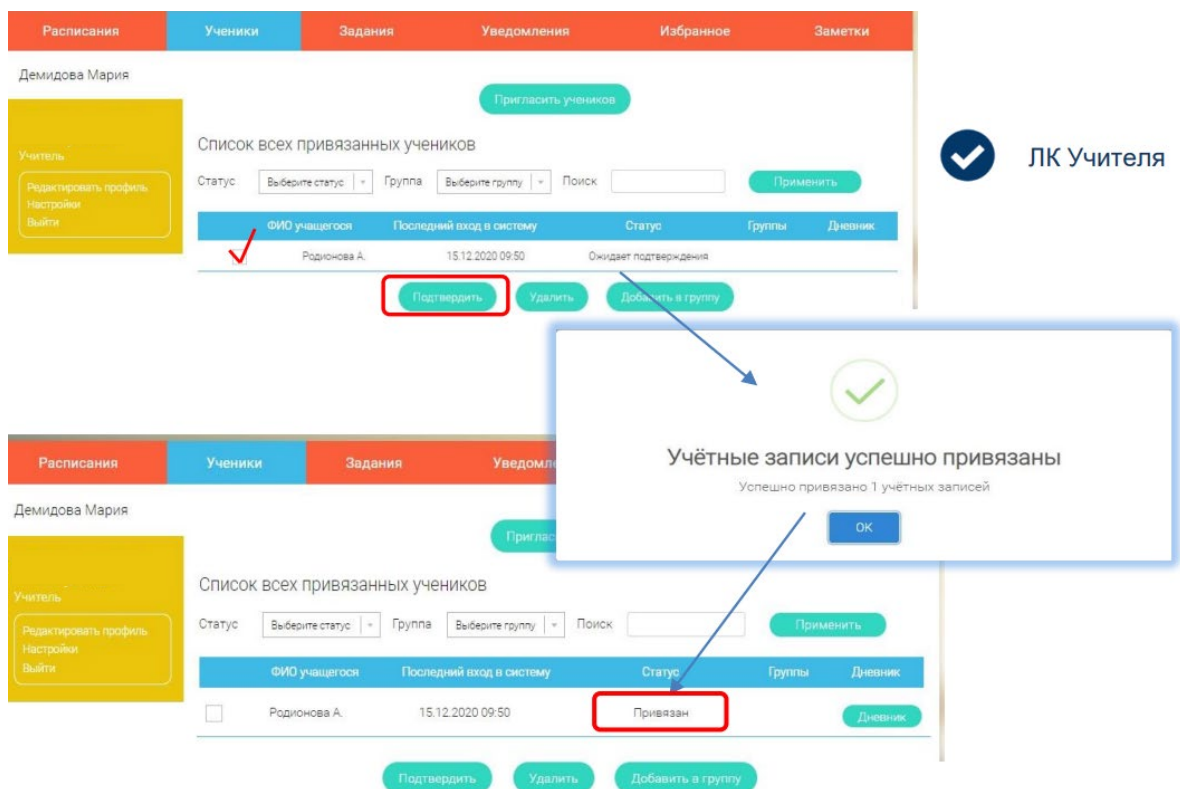 Расписания Ученики Задания Уведомления Избранное Заметки
Демидова Мария
Пригласить учеников
Учитель
Редактировать профиль
Настройки
Выйти
Список всех привязанных учеников
Статус Выберите статус Группа Выберите группу Поиск Применить
ФИО учащегося Последний вход в систему Статус Группы Дневник
Родионова А. 15.12.2020 09:50 Ожидает подтверждения
Подтвердить Удалить Добавить в группу
ЛК Учителя
Учётные записи успешно привязаны
Успешно привязано 1 учётных записей
OK
Расписания Ученики Задания Уведомле
Демидова Мария
Приглас
Учитель
Редактировать профиль
Настройки
Выйти
Список всех привязанных учеников
Статус Выберите статус Группа Выберите группу Поиск Применить
ФИО учащегося Последний вход в систему Статус Группы Дневник
Родионова А. 15.12.2020 09:50 Привязан Дневник
Подтвердить Удалить Добавить в группу